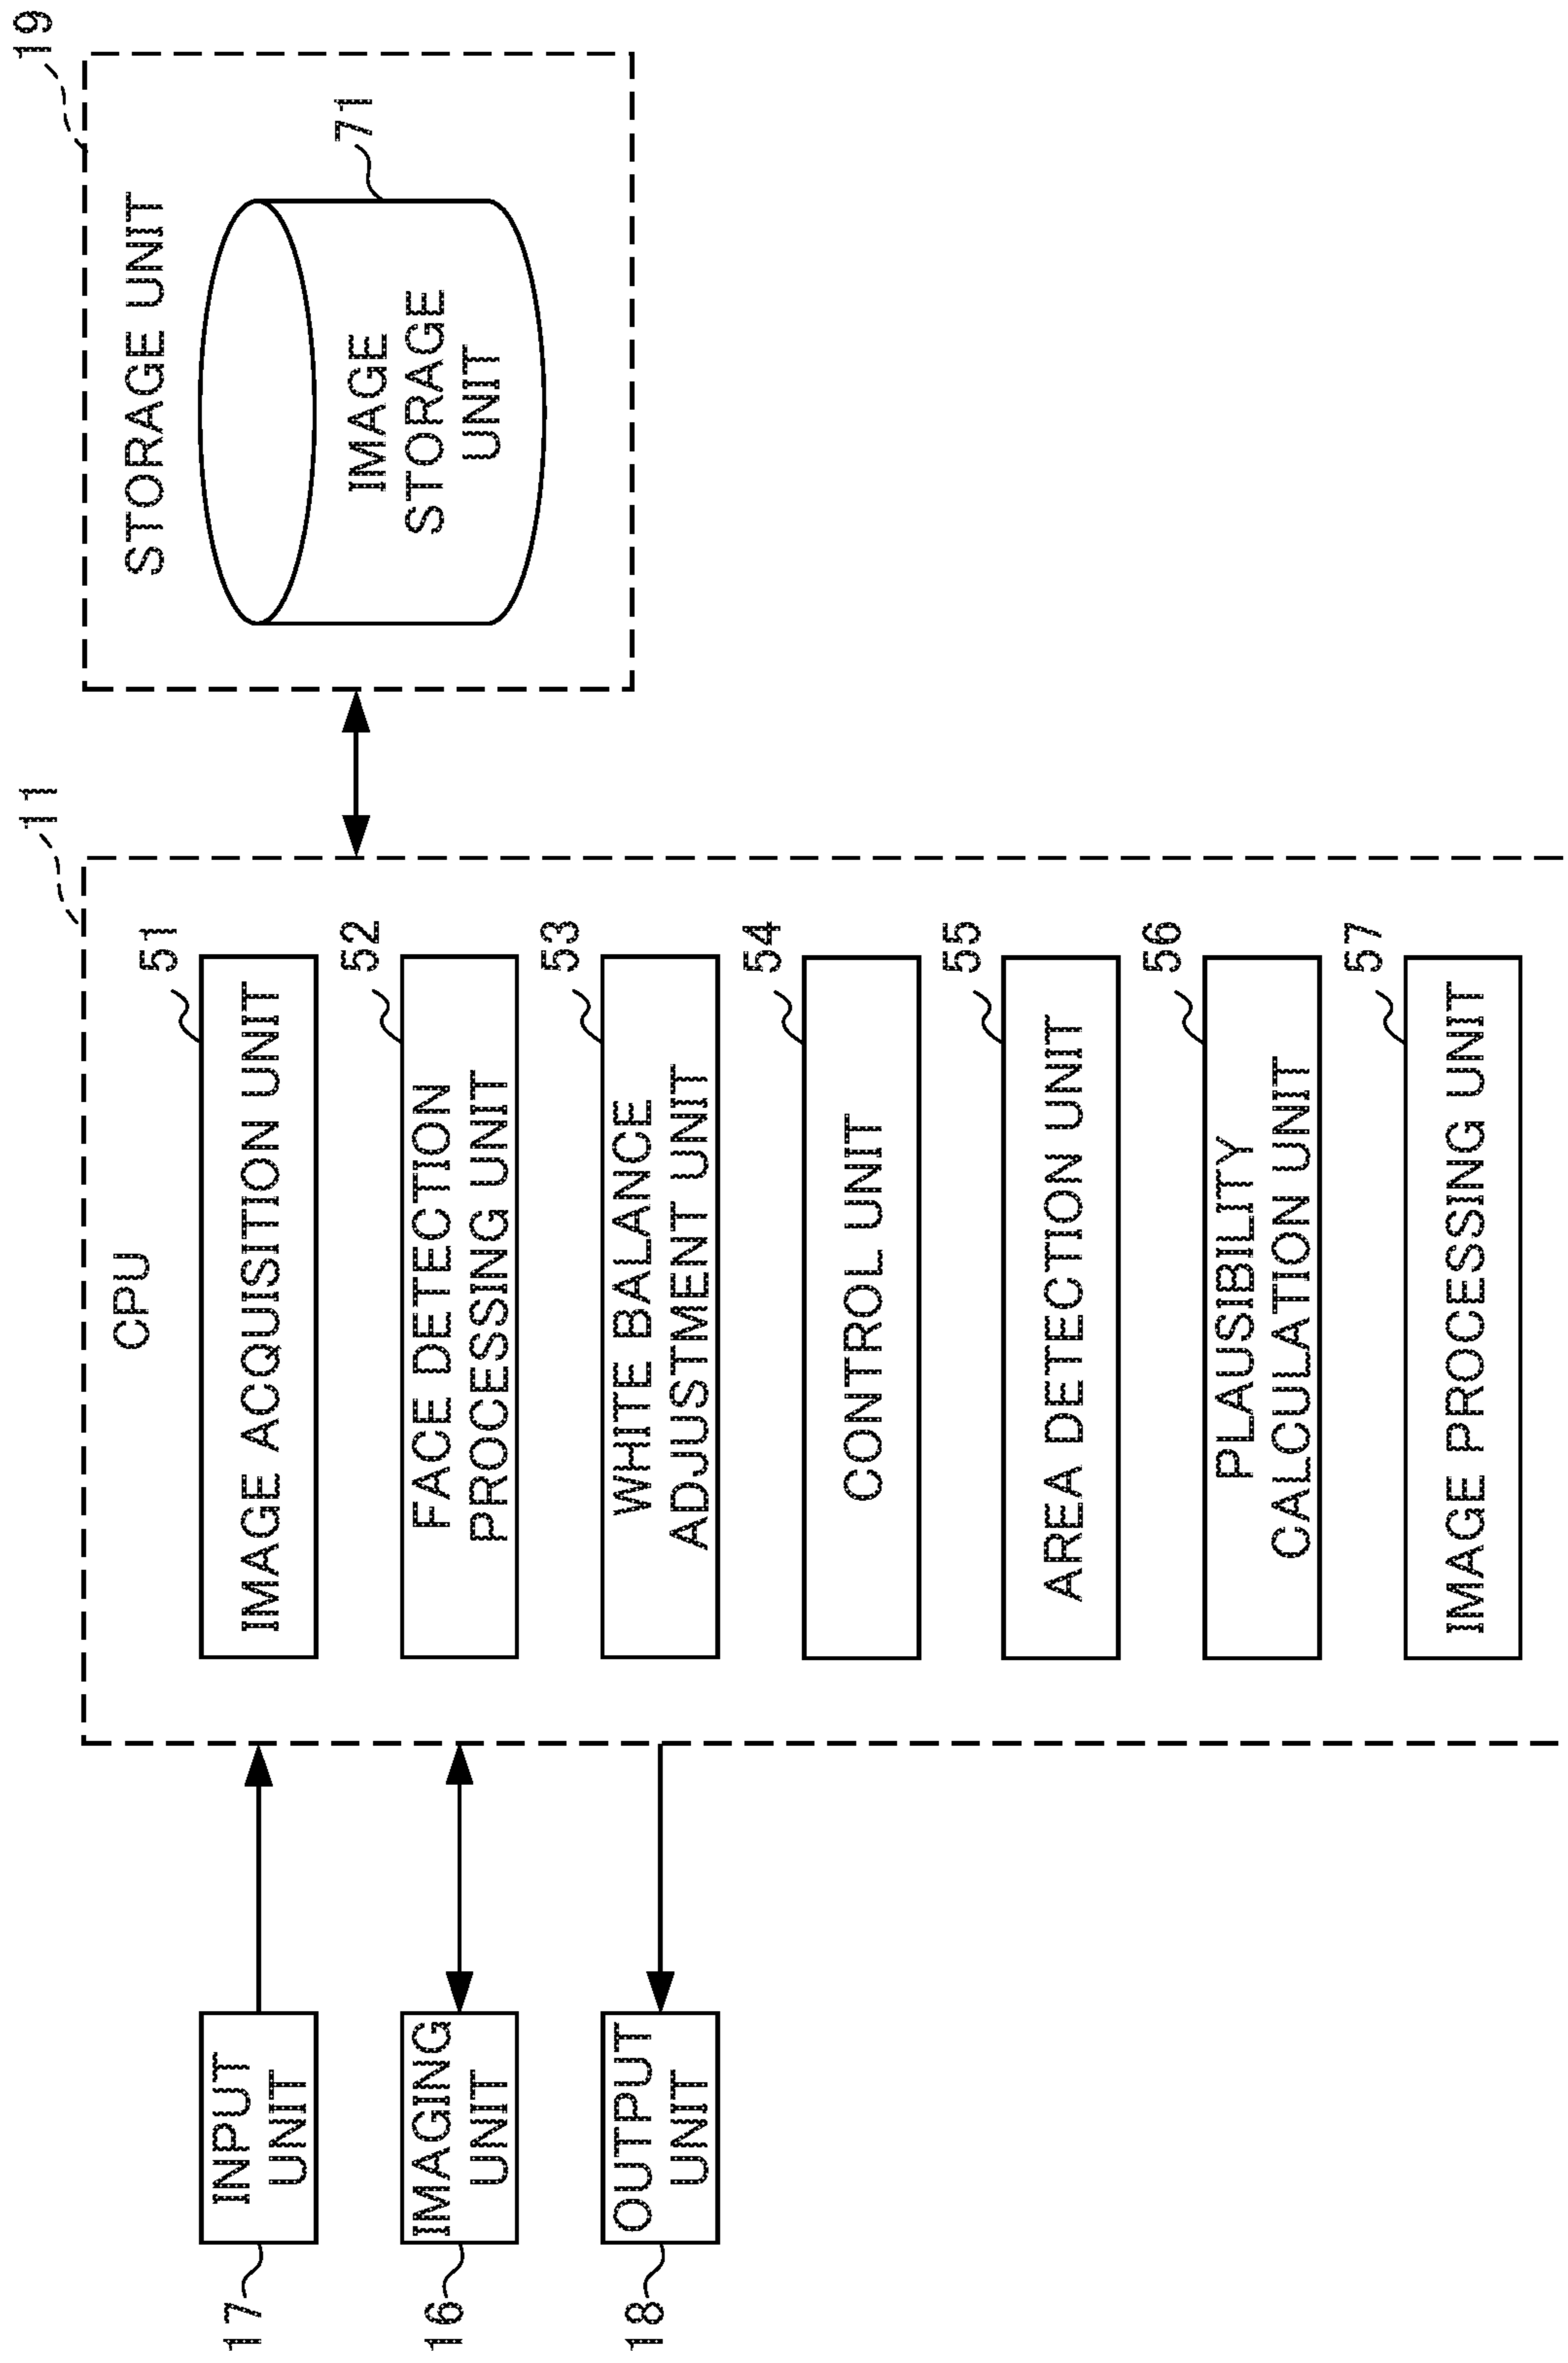 17
INPUT
UNIT
16
IMAGING
UNIT
18
OUTPUT
UNIT
11
CPU
51
IMAGE ACQUISITION UNIT
52
FACE DETECTION
PROCESSING UNIT
53
WHITE BALANCE
ADJUSTMENT UNIT
54
CONTROL UNIT
55
AREA DETECTION UNIT
56
PLAUSIBILITY
CALCULATION UNIT
57
IMAGE PROCESSING UNIT
19
STORAGE UNIT
71
IMAGE
STORAGE
UNIT